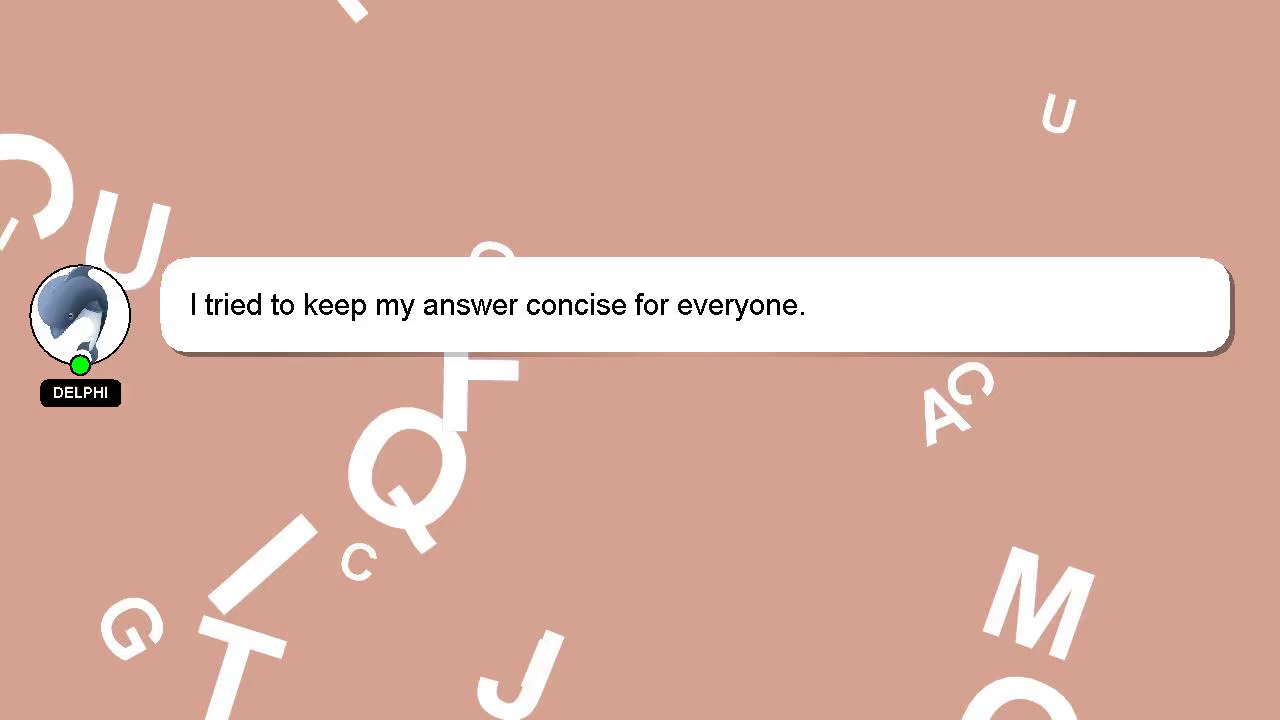 I tried to keep my answer concise for everyone.
DELPHI
U
U
C
A
Q
I
C
G
T
J
M